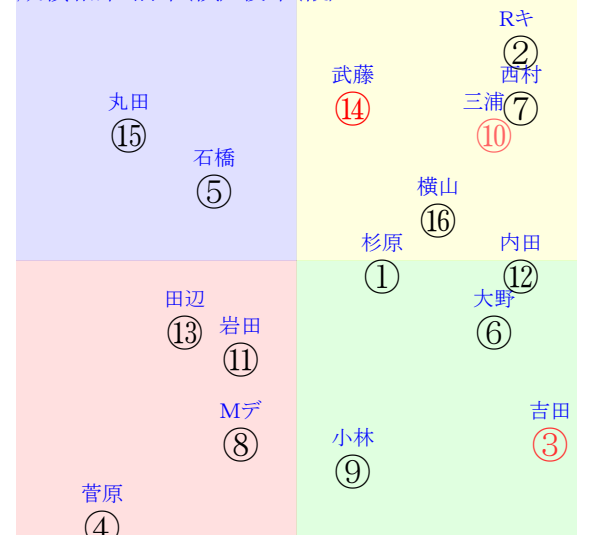 Rキ
②
武藤
西村
⑭
三浦
⑦
⑩
丸田
⑮
石橋
⑤
横山
⑯
杉原
内田
①
⑫
田辺
大野
⑬
岩田
⑥
⑪
Mデ
吉田
⑧
小林
③
⑨
菅原
④